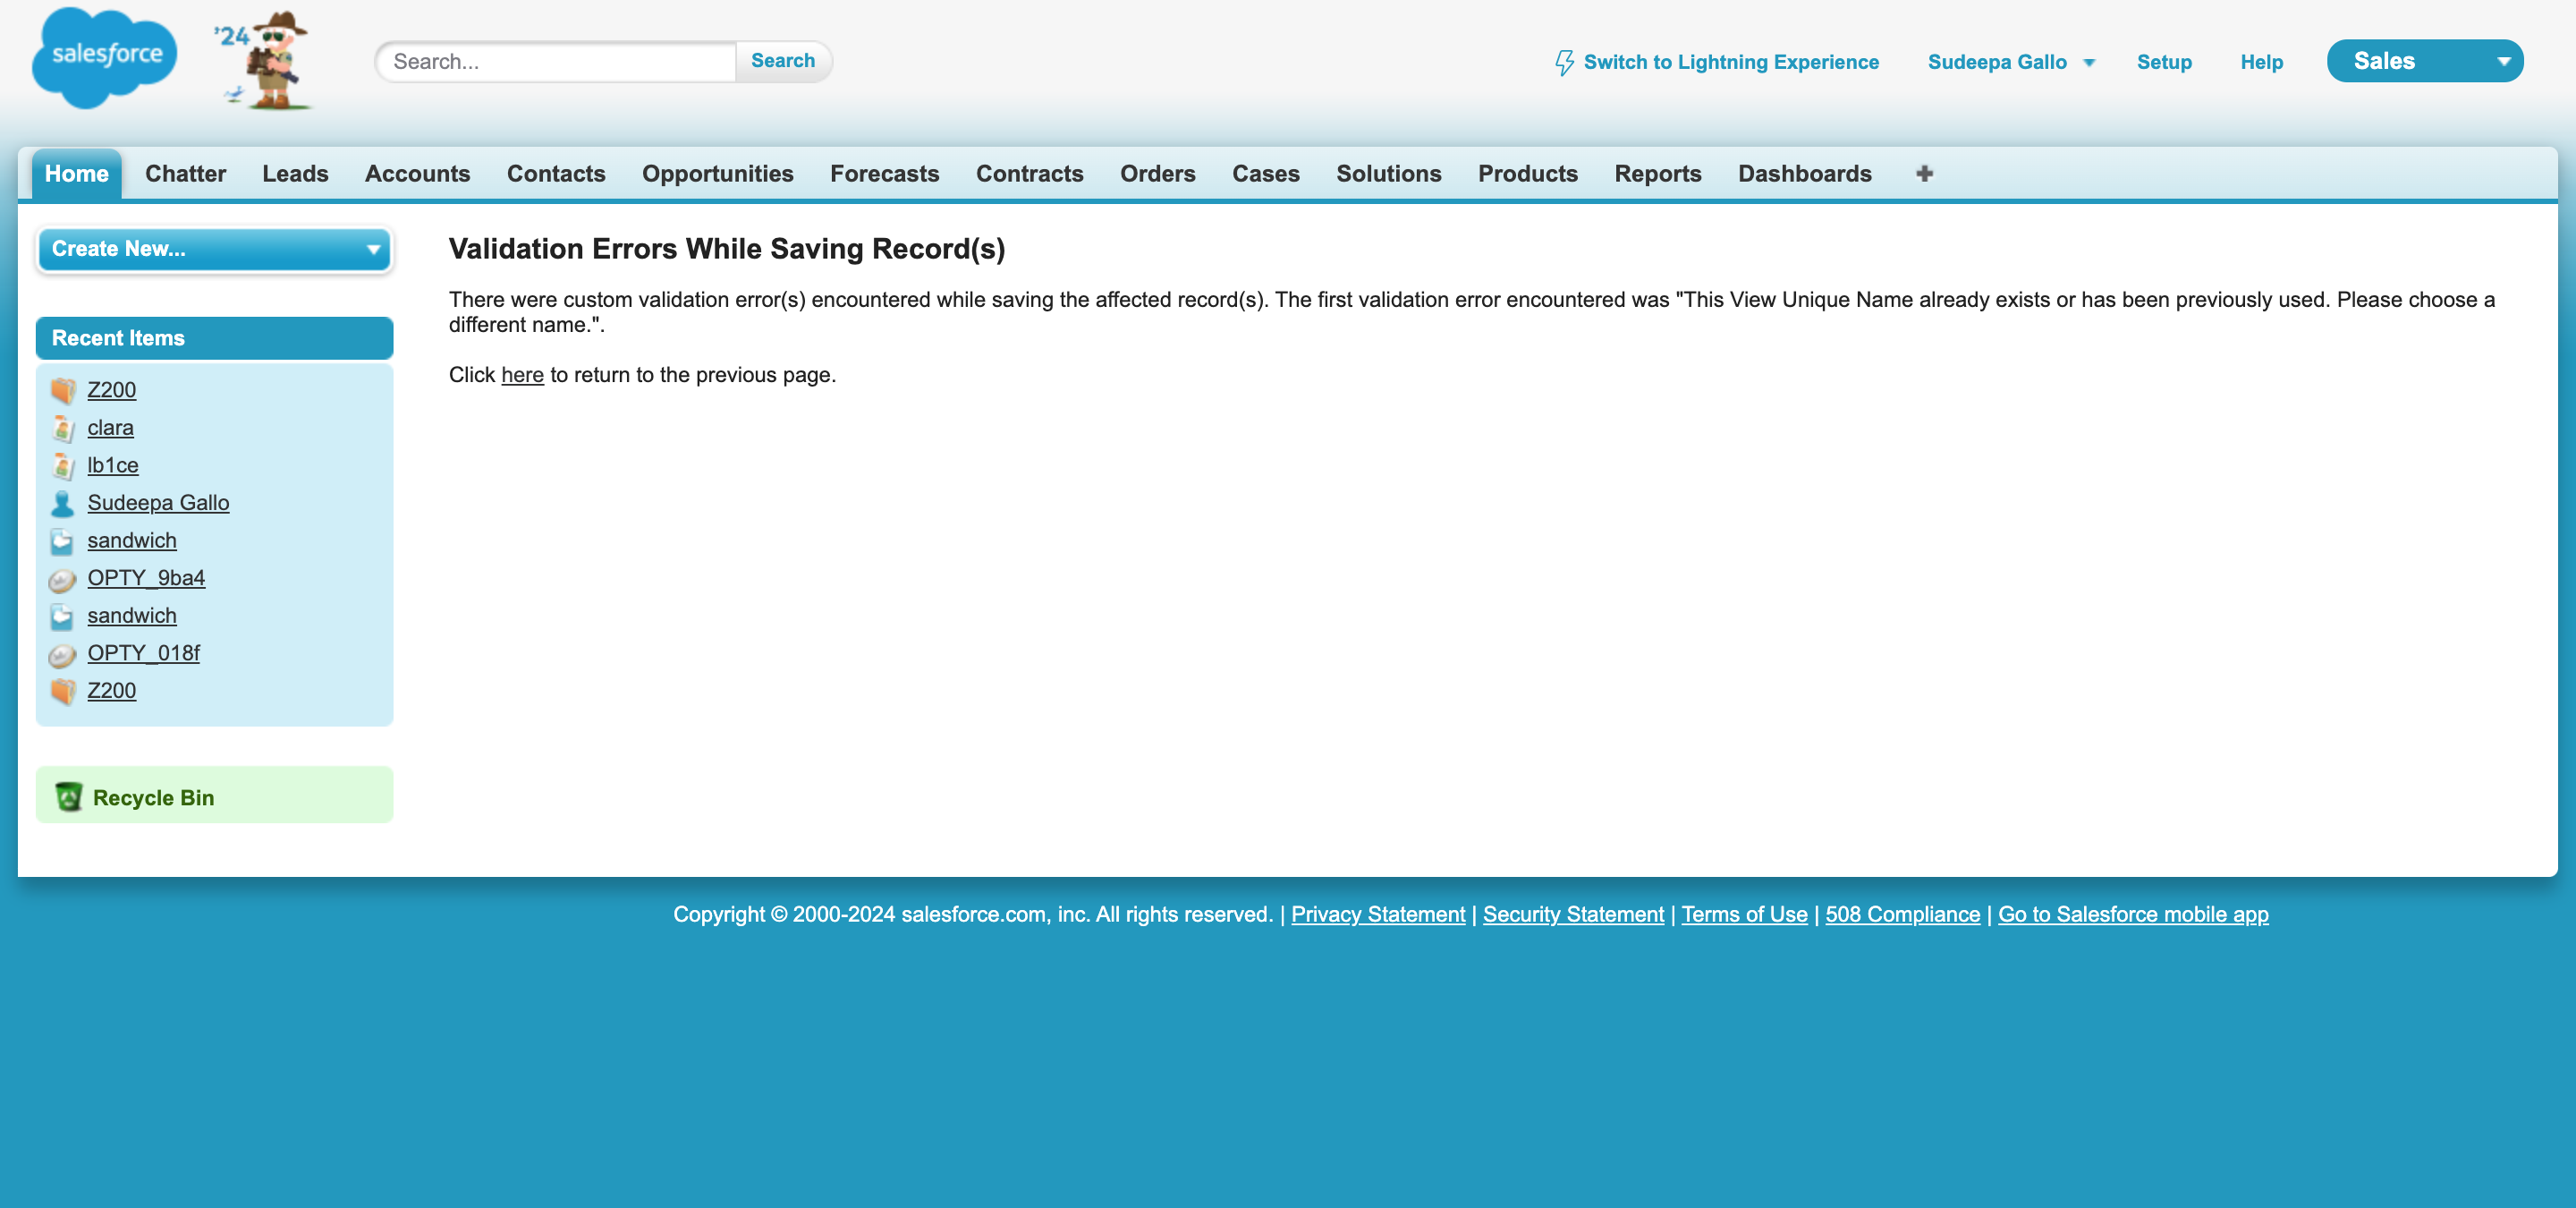 salesforce
'24
Search...
Search
Switch to Lightning Experience
Sudeepa Gallo
Setup
Help
Sales
Home
Chatter
Leads
Accounts
Contacts
Opportunities
Forecasts
Contracts
Orders
Cases
Solutions
Products
Reports
Dashboards
Create New...
Recent Items
Z200
clara
lb1ce
Sudeepa Gallo
sandwich
OPTY_9ba4
sandwich
OPTY_018f
Z200
Recycle Bin
Validation Errors While Saving Record(s)
There were custom validation error(s) encountered while saving the affected record(s). The first validation error encountered was "This View Unique Name already exists or has been previously used. Please choose a
different name.".
Click here to return to the previous page.
Copyright © 2000-2024 salesforce.com, inc. All rights reserved. | Privacy Statement | Security Statement | Terms of Use | 508 Compliance | Go to Salesforce mobile app